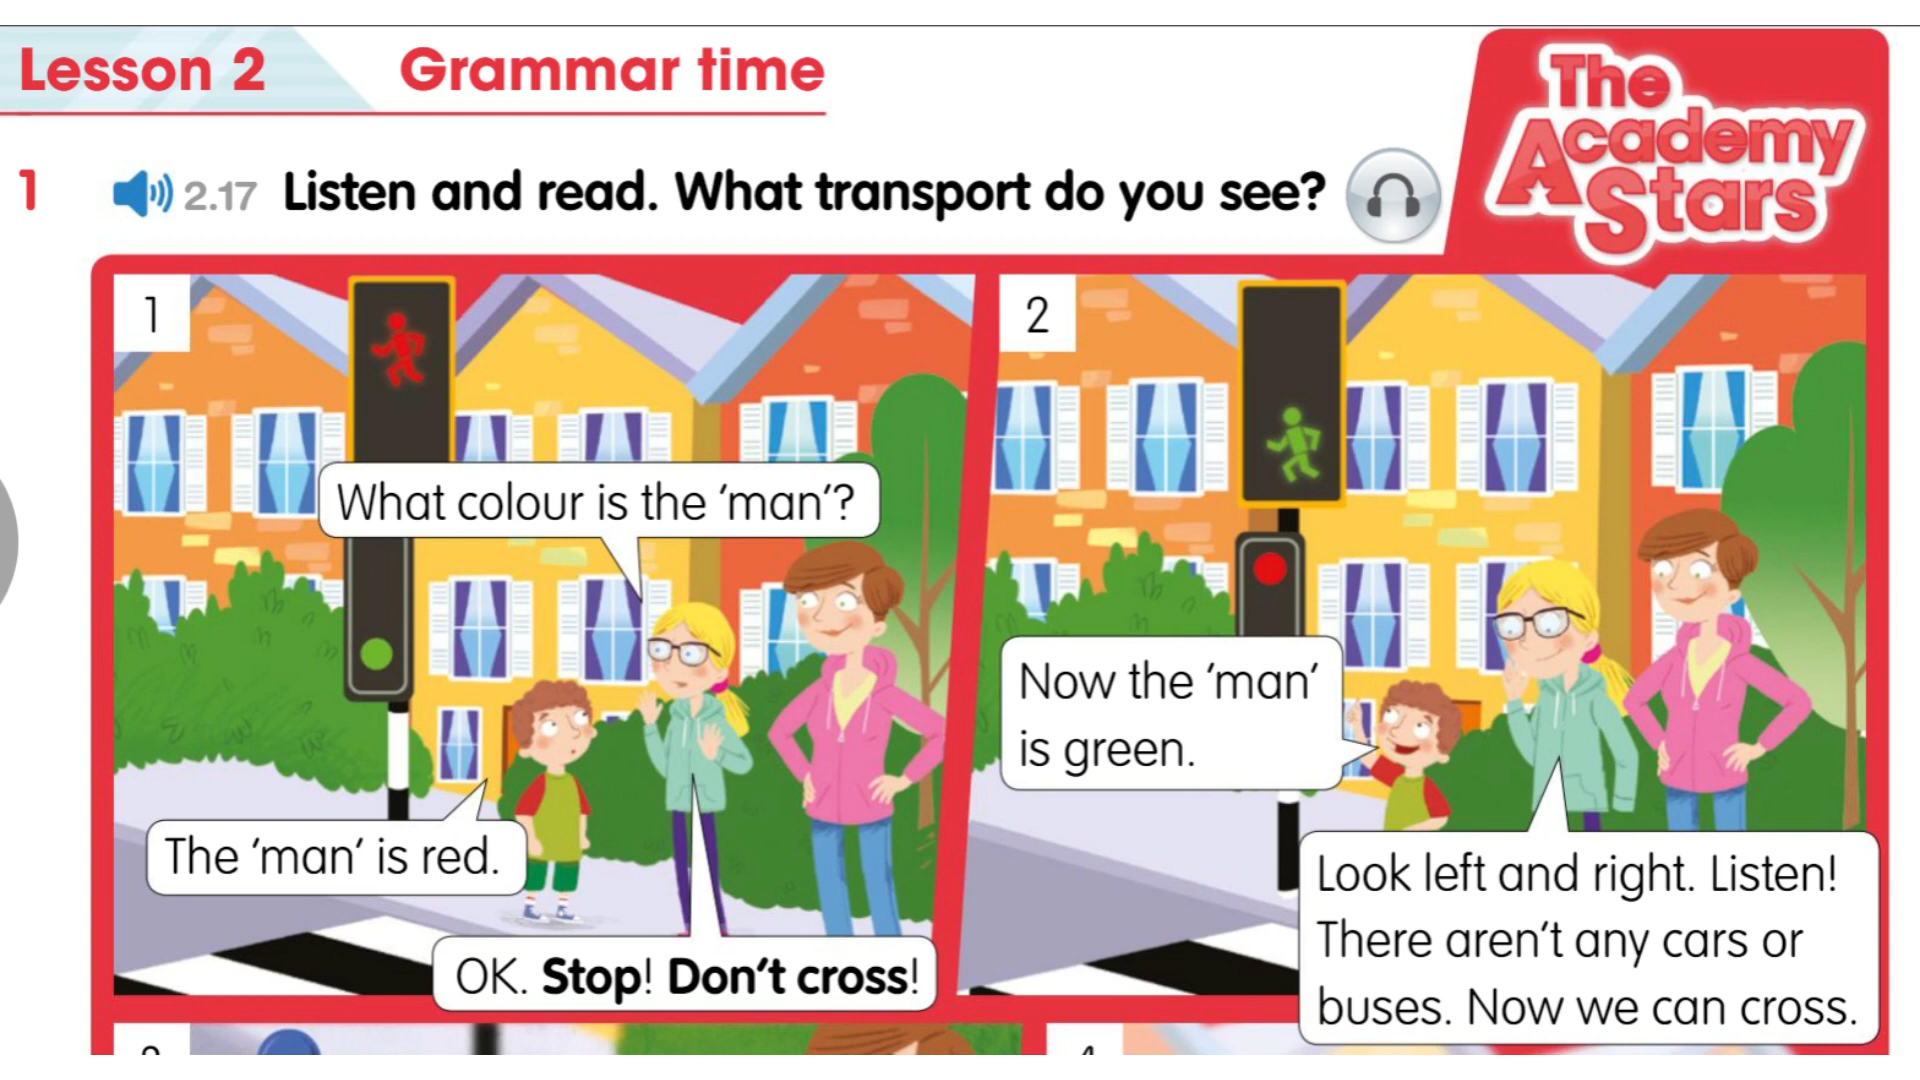 Lesson 2 Grammar time
The
Academy
Stars
1 2.17 Listen and read. What transport do you see?
1
What colour is the ‘man’?
The ‘man’ is red.
OK. Stop! Don’t cross!
2
Now the ‘man’
is green.
Look left and right. Listen!
There aren’t any cars or
buses. Now we can cross.